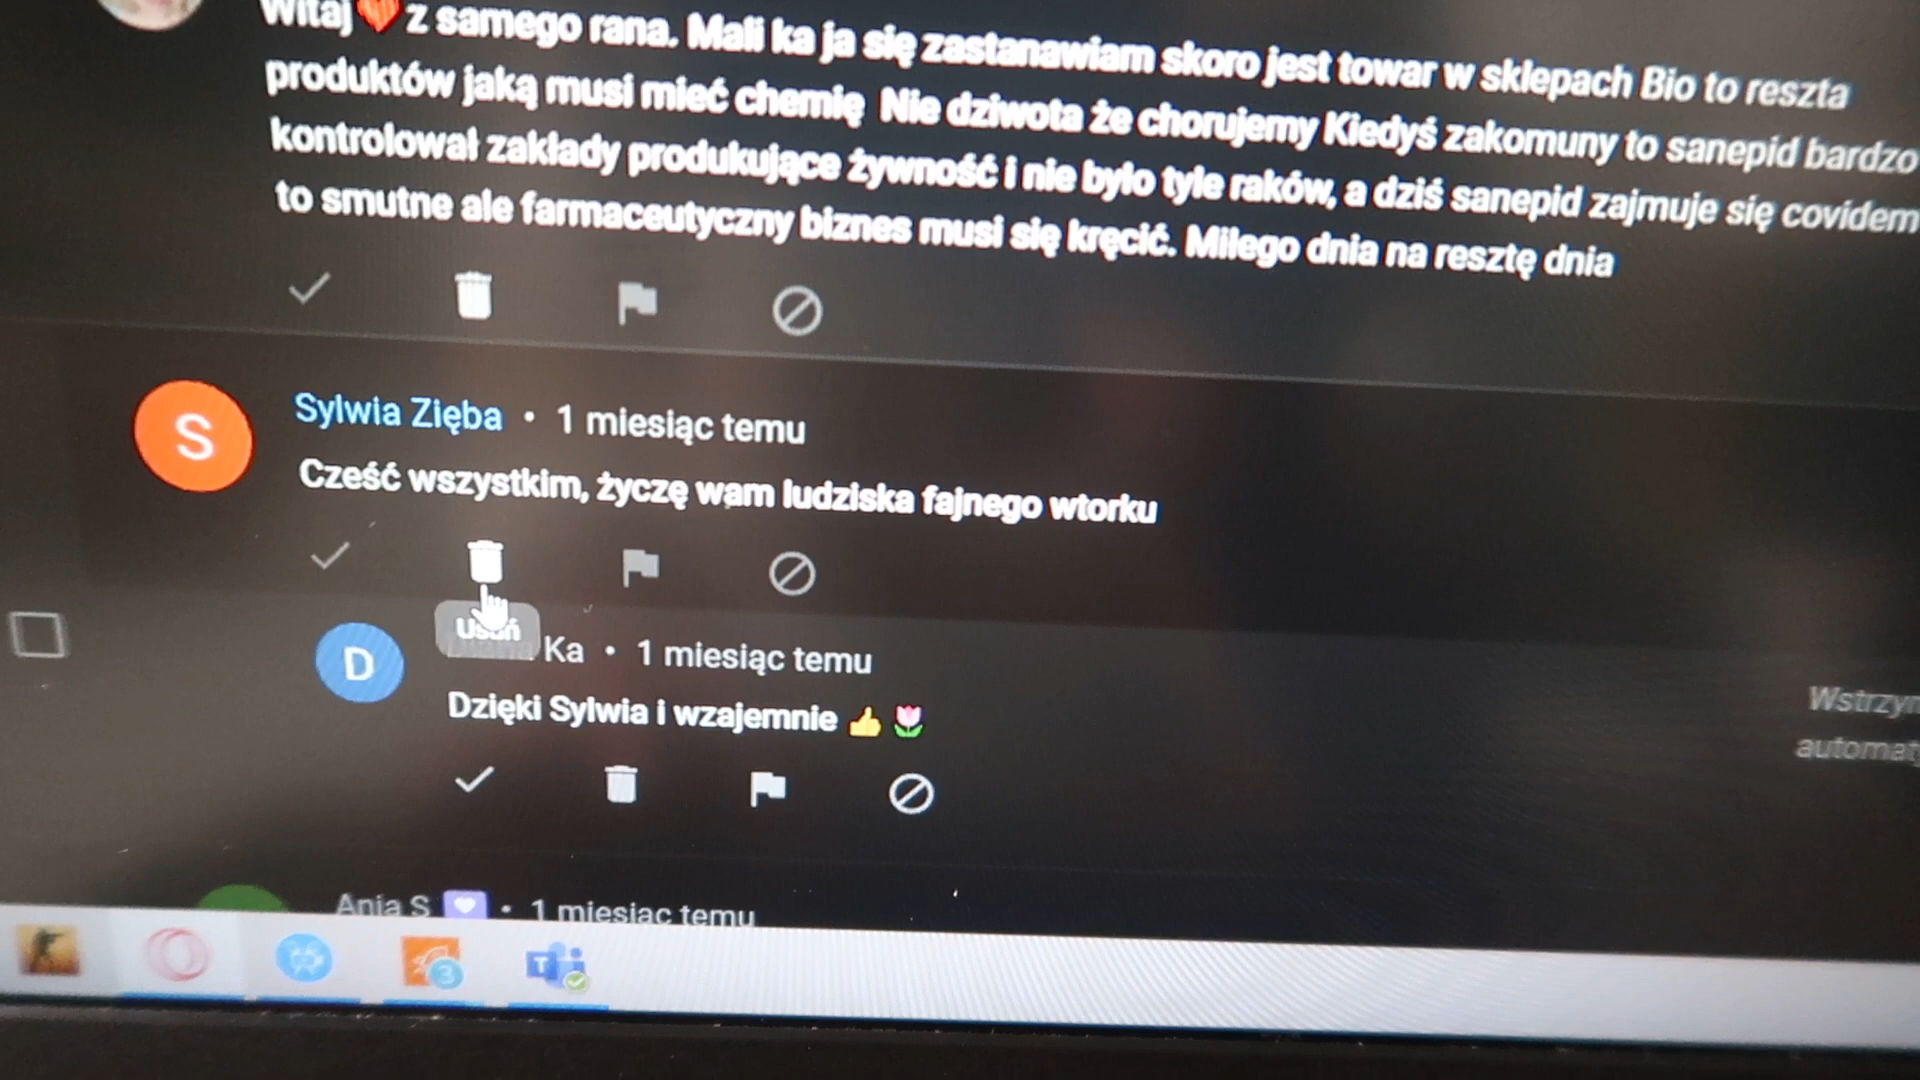 Witaj ❤ z samego rana. Mali ka ja się zastanawiam skoro jest towar w sklepach Bio to reszta
produktów jaką musi mieć chemię Nie dziwota że chorujemy Kiedyś zakomuny to sanepid bardzo
kontrolował zakłady produkujące żywność i nie było tyle raków, a dziś sanepid zajmuje się covidem
to smutne ale farmaceutyczny biznes musi się kręcić. Miłego dnia na resztę dnia
S
Sylwia Zięba • 1 miesiąc temu
Cześć wszystkim, życzę wam ludziska fajnego wtorku
Usuń
D
Ka • 1 miesiąc temu
Dzięki Sylwia i wzajemnie 👍 🌷
Wstrzym
automat
Ania S • 1 miesiąc temu
3
T